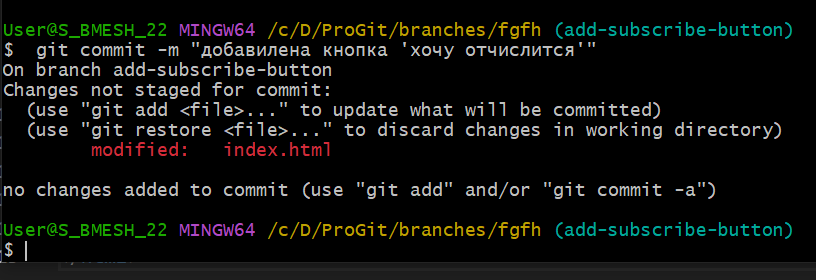 User@S_BMESH_22 MINGW64 /c/D/ProGit/branches/fgfh (add-subscribe-button)
$  git commit -m "добавилена кнопка 'хочу отчислится'"
On branch add-subscribe-button
Changes not staged for commit:
  (use "git add <file>..." to update what will be committed)
  (use "git restore <file>..." to discard changes in working directory)
        modified:   index.html
no changes added to commit (use "git add" and/or "git commit -a")
User@S_BMESH_22 MINGW64 /c/D/ProGit/branches/fgfh (add-subscribe-button)
$